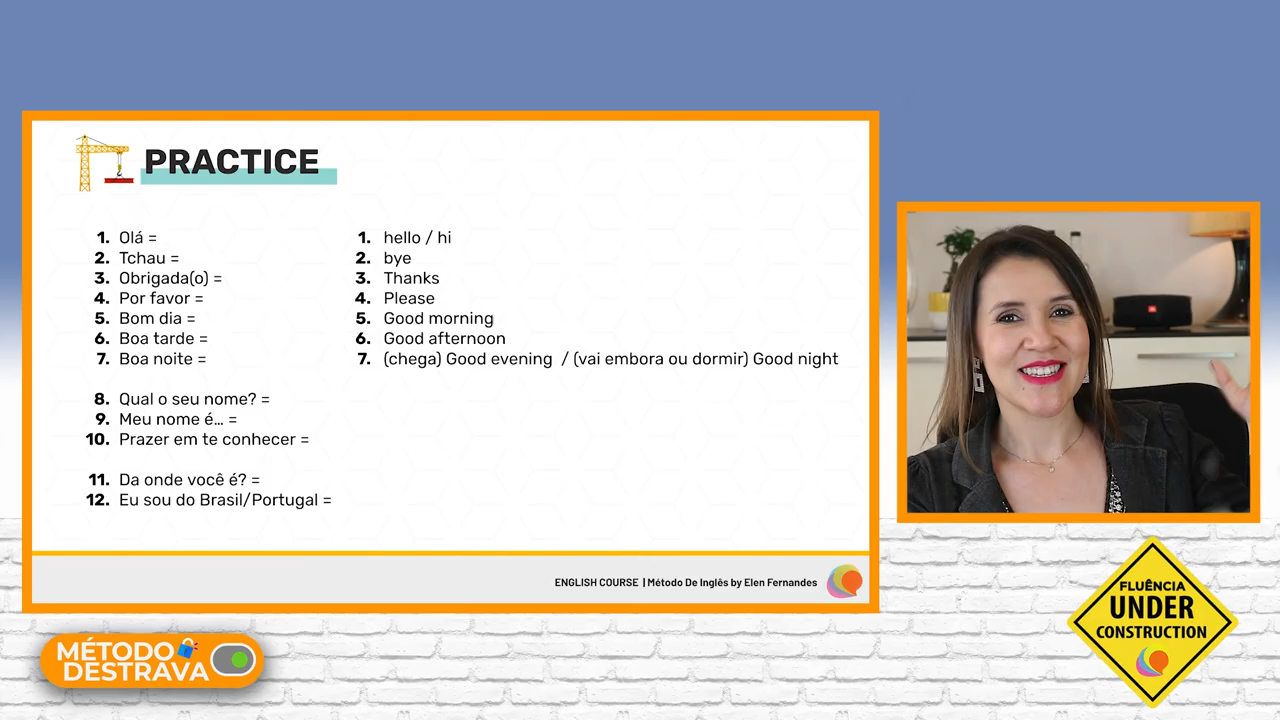 PRACTICE
1. Olá =
2. Tchau =
3. Obrigada(o) =
4. Por favor =
5. Bom dia =
6. Boa tarde =
7. Boa noite =
8. Qual o seu nome? =
9. Meu nome é... =
10. Prazer em te conhecer =
11. Da onde você é? =
12. Eu sou do Brasil/Portugal =
1. hello / hi
2. bye
3. Thanks
4. Please
5. Good morning
6. Good afternoon
7. (chega) Good evening / (vai embora ou dormir) Good night
ENGLISH COURSE | Método De Inglês by Elen Fernandes
MÉTODO
DESTRAVA
FLUÊNCIA
UNDER
CONSTRUCTION